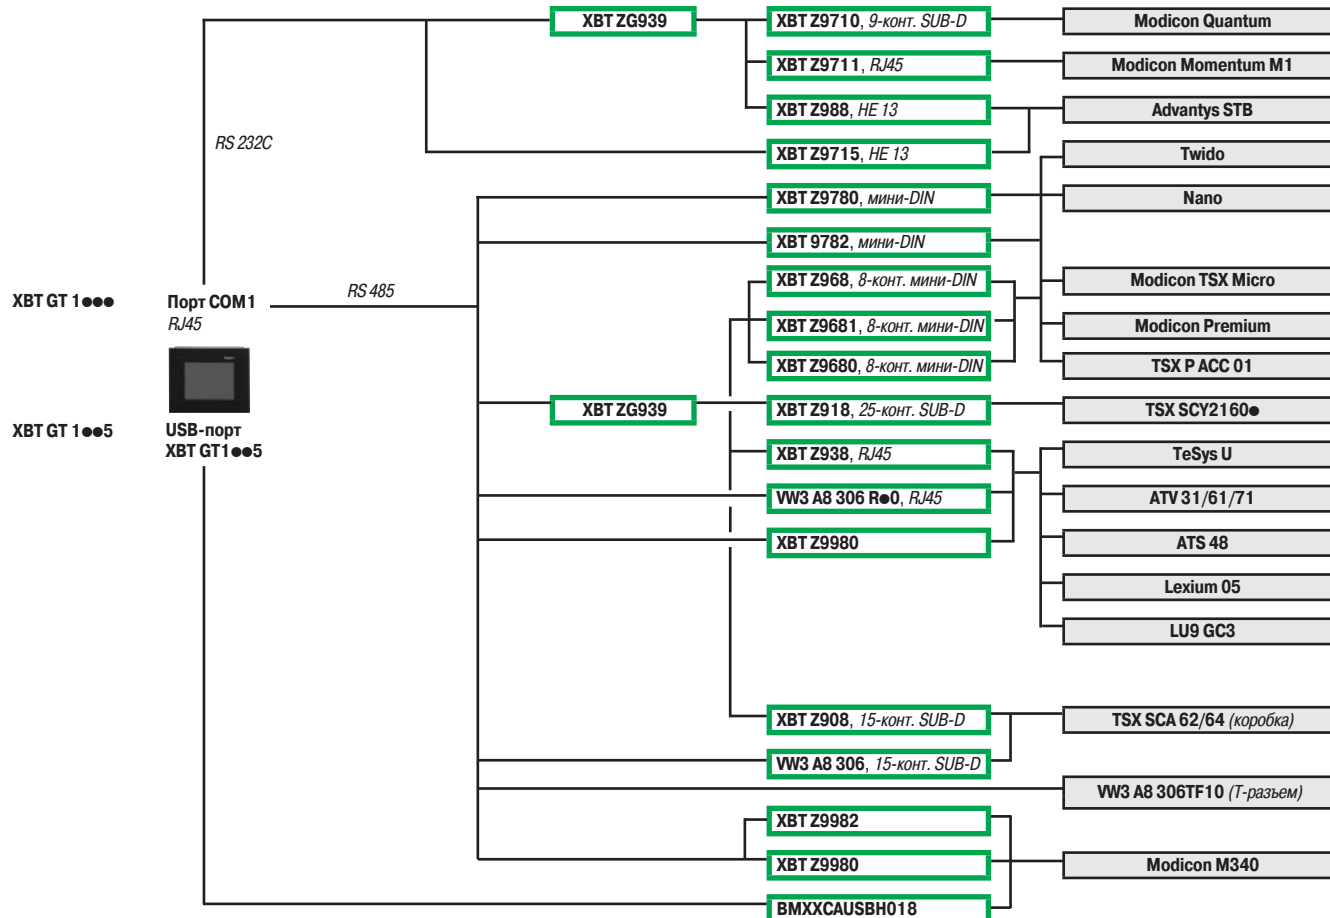 XBT ZG939
XBT Z9710, 9-конт. SUB-D
Modicon Quantum
XBT Z9711, RJ45
Modicon Momentum M1
XBT Z988, HE 13
Advantys STB
RS 232C
XBT Z9715, HE 13
Twido
XBT Z9780, мини-DIN
Nano
XBT 9782, мини-DIN
XBT Z968, 8-конт. мини-DIN
Modicon TSX Micro
XBT GT 1●●●
Порт COM1
RJ45
RS 485
XBT Z9681, 8-конт. мини-DIN
Modicon Premium
XBT Z9680, 8-конт. мини-DIN
TSX P ACC 01
XBT ZG939
XBT Z918, 25-конт. SUB-D
TSX SCY2160●
XBT GT 1●●5
USB-порт
XBT GT1●●5
XBT Z938, RJ45
TeSys U
VW3 A8 306 R●0, RJ45
ATV 31/61/71
XBT Z9980
ATS 48
Lexium 05
LU9 GC3
XBT Z908, 15-конт. SUB-D
TSX SCA 62/64 (коробка)
VW3 A8 306, 15-конт. SUB-D
VW3 A8 306TF10 (Т-разъем)
XBT Z9982
XBT Z9980
Modicon M340
BMXXCAUSBH018